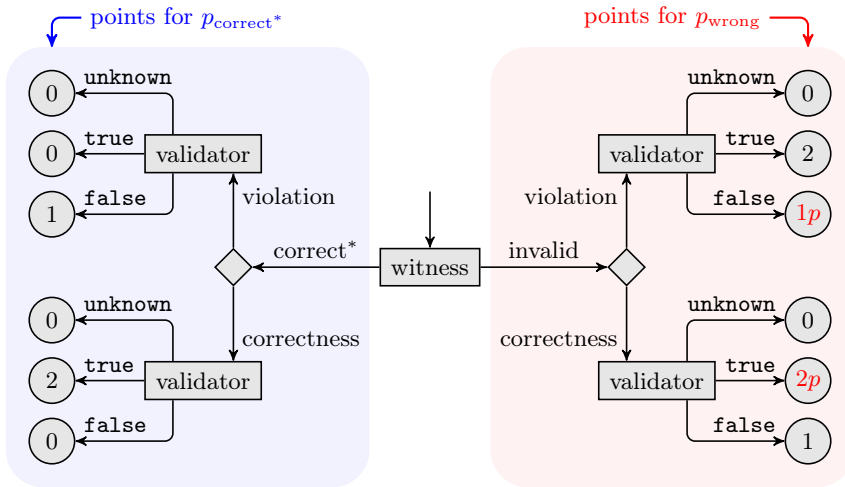 points for p_correct*
points for p_wrong
unknown
0
true
0
validator
false
1
violation
unknown
0
true
2
validator
false
1p
violation
correct*
witness
invalid
correctness
unknown
0
true
2
validator
false
0
correctness
unknown
0
true
2p
validator
false
1